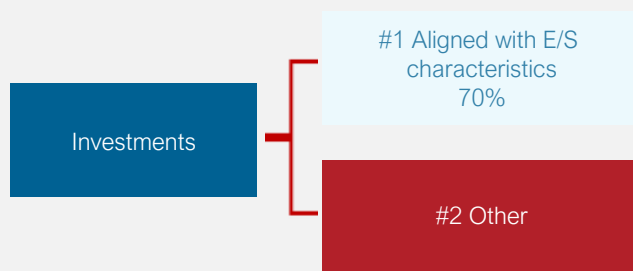 Investments
#1 Aligned with E/S
characteristics
70%
#2 Other